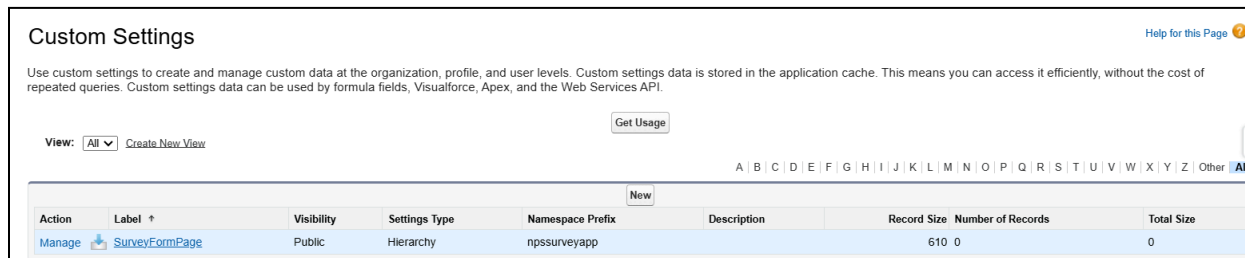 Custom Settings
Help for this Page ?
Use custom settings to create and manage custom data at the organization, profile, and user levels. Custom settings data is stored in the application cache. This means you can access it efficiently, without the cost of
repeated queries. Custom settings data can be used by formula fields, Visualforce, Apex, and the Web Services API.
Get Usage
View: All Create New View
A | B | C | D | E | F | G | H | I | J | K | L | M | N | O | P | Q | R | S | T | U | V | W | X | Y | Z | Other
New
Action Label ↑ Visibility Settings Type Namespace Prefix Description Record Size Number of Records Total Size
Manage SurveyFormPage Public Hierarchy npssurveyapp 610 0 0